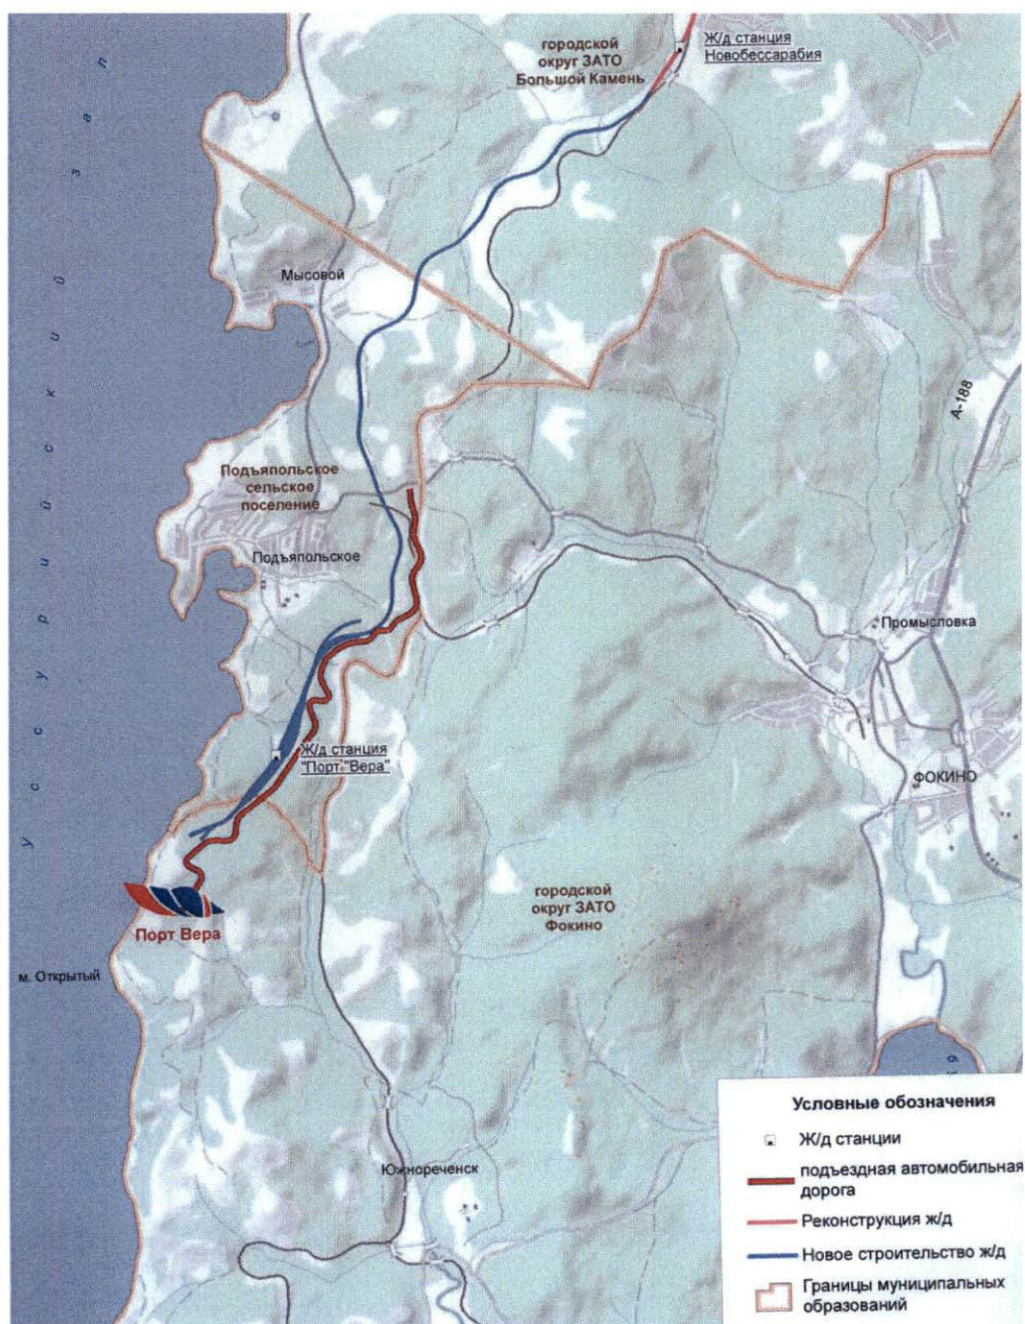 городской
округ ЗАТО
Большой Камень
Ж/д станция
Новобессарабия
Уссурийский зал
Мысовой
А-188
Подъяпольское
сельское
поселение
Подъяпольское
Промысловка
Ж/д станция
"Порт "Вера"
ФОКИНО
городской
округ ЗАТО
Фокино
Порт Вера
м. Открытый
Южнореченск
Условные обозначения
Ж/д станции
подъездная автомобильная
дорога
Реконструкция ж/д
Новое строительство ж/д
Границы муниципальных
образований